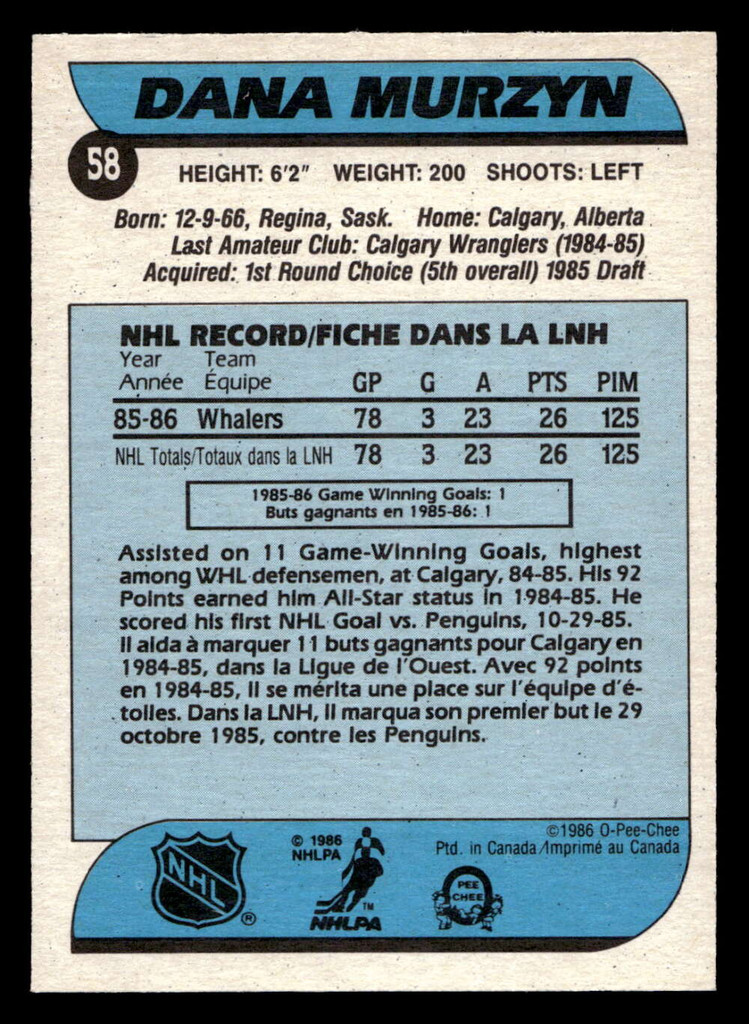 DANA MURZYN
58
HEIGHT: 6'2" WEIGHT: 200 SHOOTS: LEFT
Born: 12-9-66, Regina, Sask. Home: Calgary, Alberta
Last Amateur Club: Calgary Wranglers (1984-85)
Acquired: 1st Round Choice (5th overall) 1985 Draft
NHL RECORD/FICHE DANS LA LNH
Year Team
Année Équipe GP G A PTS PIM
85-86 Whalers 78 3 23 26 125
NHL Totals/Totaux dans la LNH 78 3 23 26 125
1985-86 Game Winning Goals: 1
Buts gagnants en 1985-86: 1
Assisted on 11 Game-Winning Goals, highest
among WHL defensemen, at Calgary, 84-85. His 92
Points earned him All-Star status in 1984-85. He
scored his first NHL Goal vs. Penguins, 10-29-85.
Il aida à marquer 11 buts gagnants pour Calgary en
1984-85, dans la Ligue de l'Ouest. Avec 92 points
en 1984-85, il se mérita une place sur l'équipe d'é-
toiles. Dans la LNH, il marqua son premier but le 29
octobre 1985, contre les Penguins.
©1986 O-Pee-Chee
Ptd. in Canada/Imprimé au Canada
NHL
®
© 1986
NHLPA
TM
NHLPA
PEE
CHEE